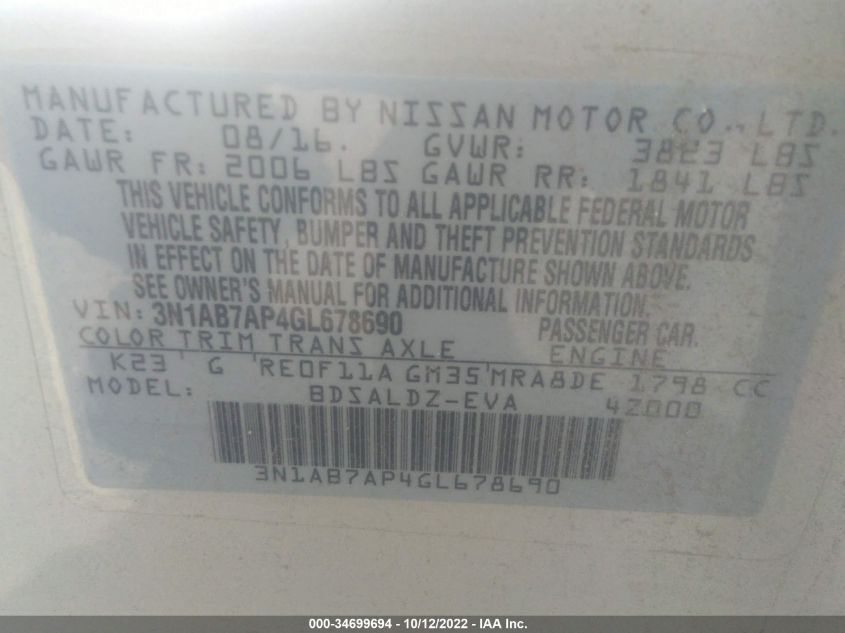 MANUFACTURED BY NISSAN MOTOR CO., LTD.
DATE: 08/16. GVWR: 3823 LBS
GAWR FR: 2006 LBS GAWR RR: 1841 LBS
THIS VEHICLE CONFORMS TO ALL APPLICABLE FEDERAL MOTOR
VEHICLE SAFETY, BUMPER AND THEFT PREVENTION STANDARDS
IN EFFECT ON THE DATE OF MANUFACTURE SHOWN ABOVE.
SEE OWNER'S MANUAL FOR ADDITIONAL INFORMATION.
VIN: 3N1AB7AP4GL678690 PASSENGER CAR.
COLOR TRIM TRANS AXLE ENGINE
K23 ' G 'RE0F11A GM35'MRA8DE 1798 CC
MODEL: BDSALDZ-EVA 42000
3N1AB7AP4GL678690
000-34699694 - 10/12/2022 - IAA Inc.